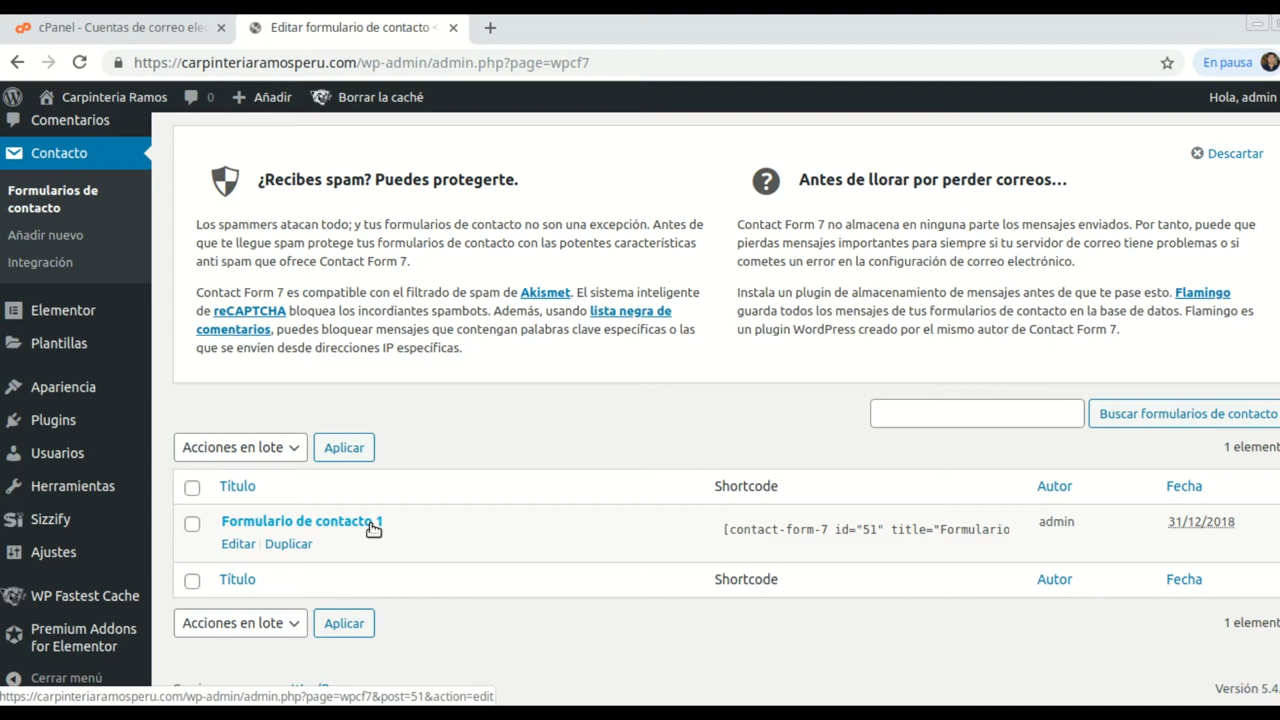 cPanel - Cuentas de correo elec
Editar formulario de contacto <
https://carpinteriaramosperu.com/wp-admin/admin.php?page=wpcf7
En pausa
Carpinteria Ramos
0
Añadir
Borrar la caché
Hola, admin
Comentarios
Contacto
Formularios de
contacto
Añadir nuevo
Integración
Elementor
Plantillas
Apariencia
Plugins
Usuarios
Herramientas
Sizzify
Ajustes
WP Fastest Cache
Premium Addons
for Elementor
Cerrar menú
Descartar
¿Recibes spam? Puedes protegerte.
Los spammers atacan todo; y tus formularios de contacto no son una excepción. Antes de
que te llegue spam protege tus formularios de contacto con las potentes características
anti spam que ofrece Contact Form 7.
Contact Form 7 es compatible con el filtrado de spam de Akismet. El sistema inteligente
de reCAPTCHA bloquea los incordiantes spambots. Además, usando lista negra de
comentarios, puedes bloquear mensajes que contengan palabras clave específicas o las
que se envíen desde direcciones IP específicas.
Antes de llorar por perder correos…
Contact Form 7 no almacena en ninguna parte los mensajes enviados. Por tanto, puede que
pierdas mensajes importantes para siempre si tu servidor de correo tiene problemas o si
cometes un error en la configuración de correo electrónico.
Instala un plugin de almacenamiento de mensajes antes de que te pase esto. Flamingo
guarda todos los mensajes de tus formularios de contacto en la base de datos. Flamingo es
un plugin WordPress creado por el mismo autor de Contact Form 7.
Buscar formularios de contacto
Acciones en lote
Aplicar
1 element
Título
Shortcode
Autor
Fecha
Formulario de contacto 1
Editar | Duplicar
[contact-form-7 id="51" title="Formulario
admin
31/12/2018
Título
Shortcode
Autor
Fecha
Acciones en lote
Aplicar
1 element
Versión 5.4.
https://carpinteriaramosperu.com/wp-admin/admin.php?page=wpcf7&post=51&action=edit